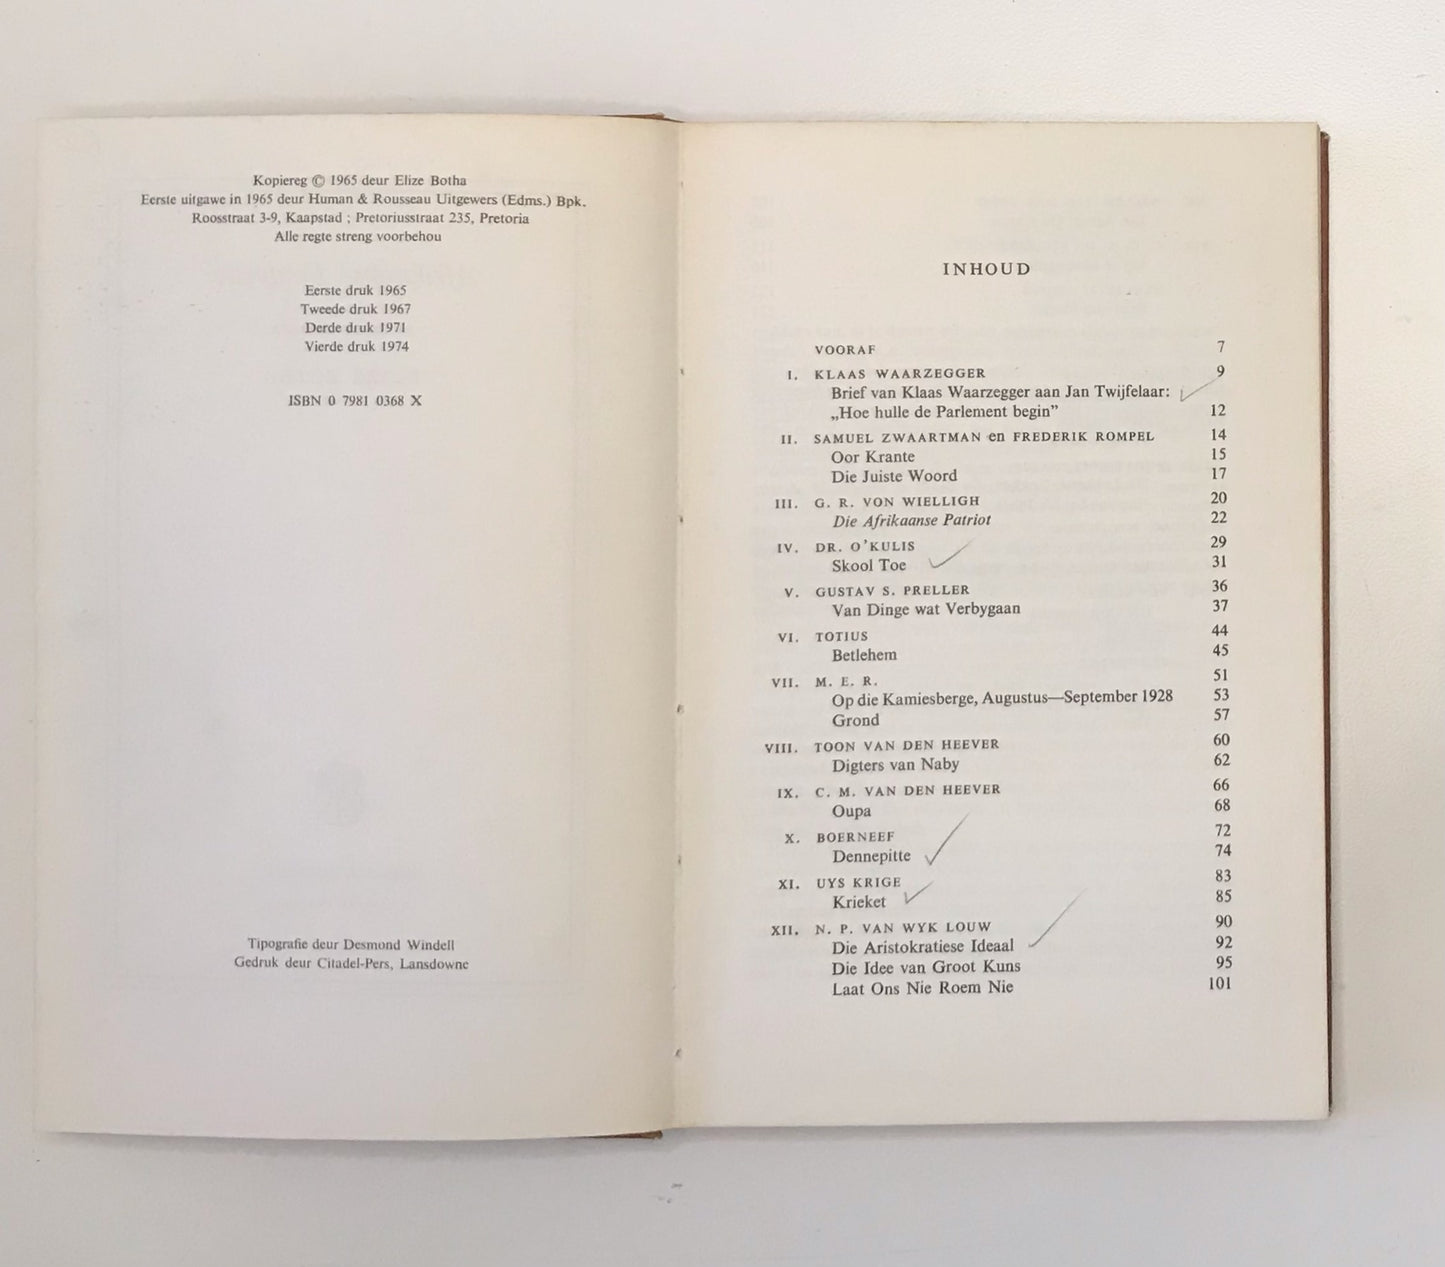 Kopiereg © 1965 deur Elize Botha
Eerste uitgawe in 1965 deur Human & Rousseau Uitgewers (Edms.) Bpk.
Roosstraat 3-9, Kaapstad ; Pretoriusstraat 235, Pretoria
Alle regte streng voorbehou
Eerste druk 1965
Tweede druk 1967
Derde druk 1971
Vierde druk 1974
ISBN 0 7981 0368 X
Tipografie deur Desmond Windell
Gedruk deur Citadel-Pers, Lansdowne
INHOUD
VOORAF 7
I. KLAAS WAARZEGGER 9
Brief van Klaas Waarzegger aan Jan Twijfelaar:
„Hoe hulle de Parlement begin” 12
II. SAMUEL ZWAARTMAN en FREDERIK ROMPEL 14
Oor Krante 15
Die Juiste Woord 17
III. G. R. VON WIELLIGH 20
Die Afrikaanse Patriot 22
IV. DR. O'KULIS 29
Skool Toe 31
V. GUSTAV S. PRELLER 36
Van Dinge wat Verbygaan 37
VI. TOTIUS 44
Betlehem 45
VII. M. E. R. 51
Op die Kamiesberge, Augustus—September 1928 53
Grond 57
VIII. TOON VAN DEN HEEVER 60
Digters van Naby 62
IX. C. M. VAN DEN HEEVER 66
Oupa 68
X. BOERNEEF 72
Dennepitte 74
XI. UYS KRIGE 83
Krieket 85
XII. N. P. VAN WYK LOUW 90
Die Aristokratiese Ideaal 92
Die Idee van Groot Kuns 95
Laat Ons Nie Roem Nie 101